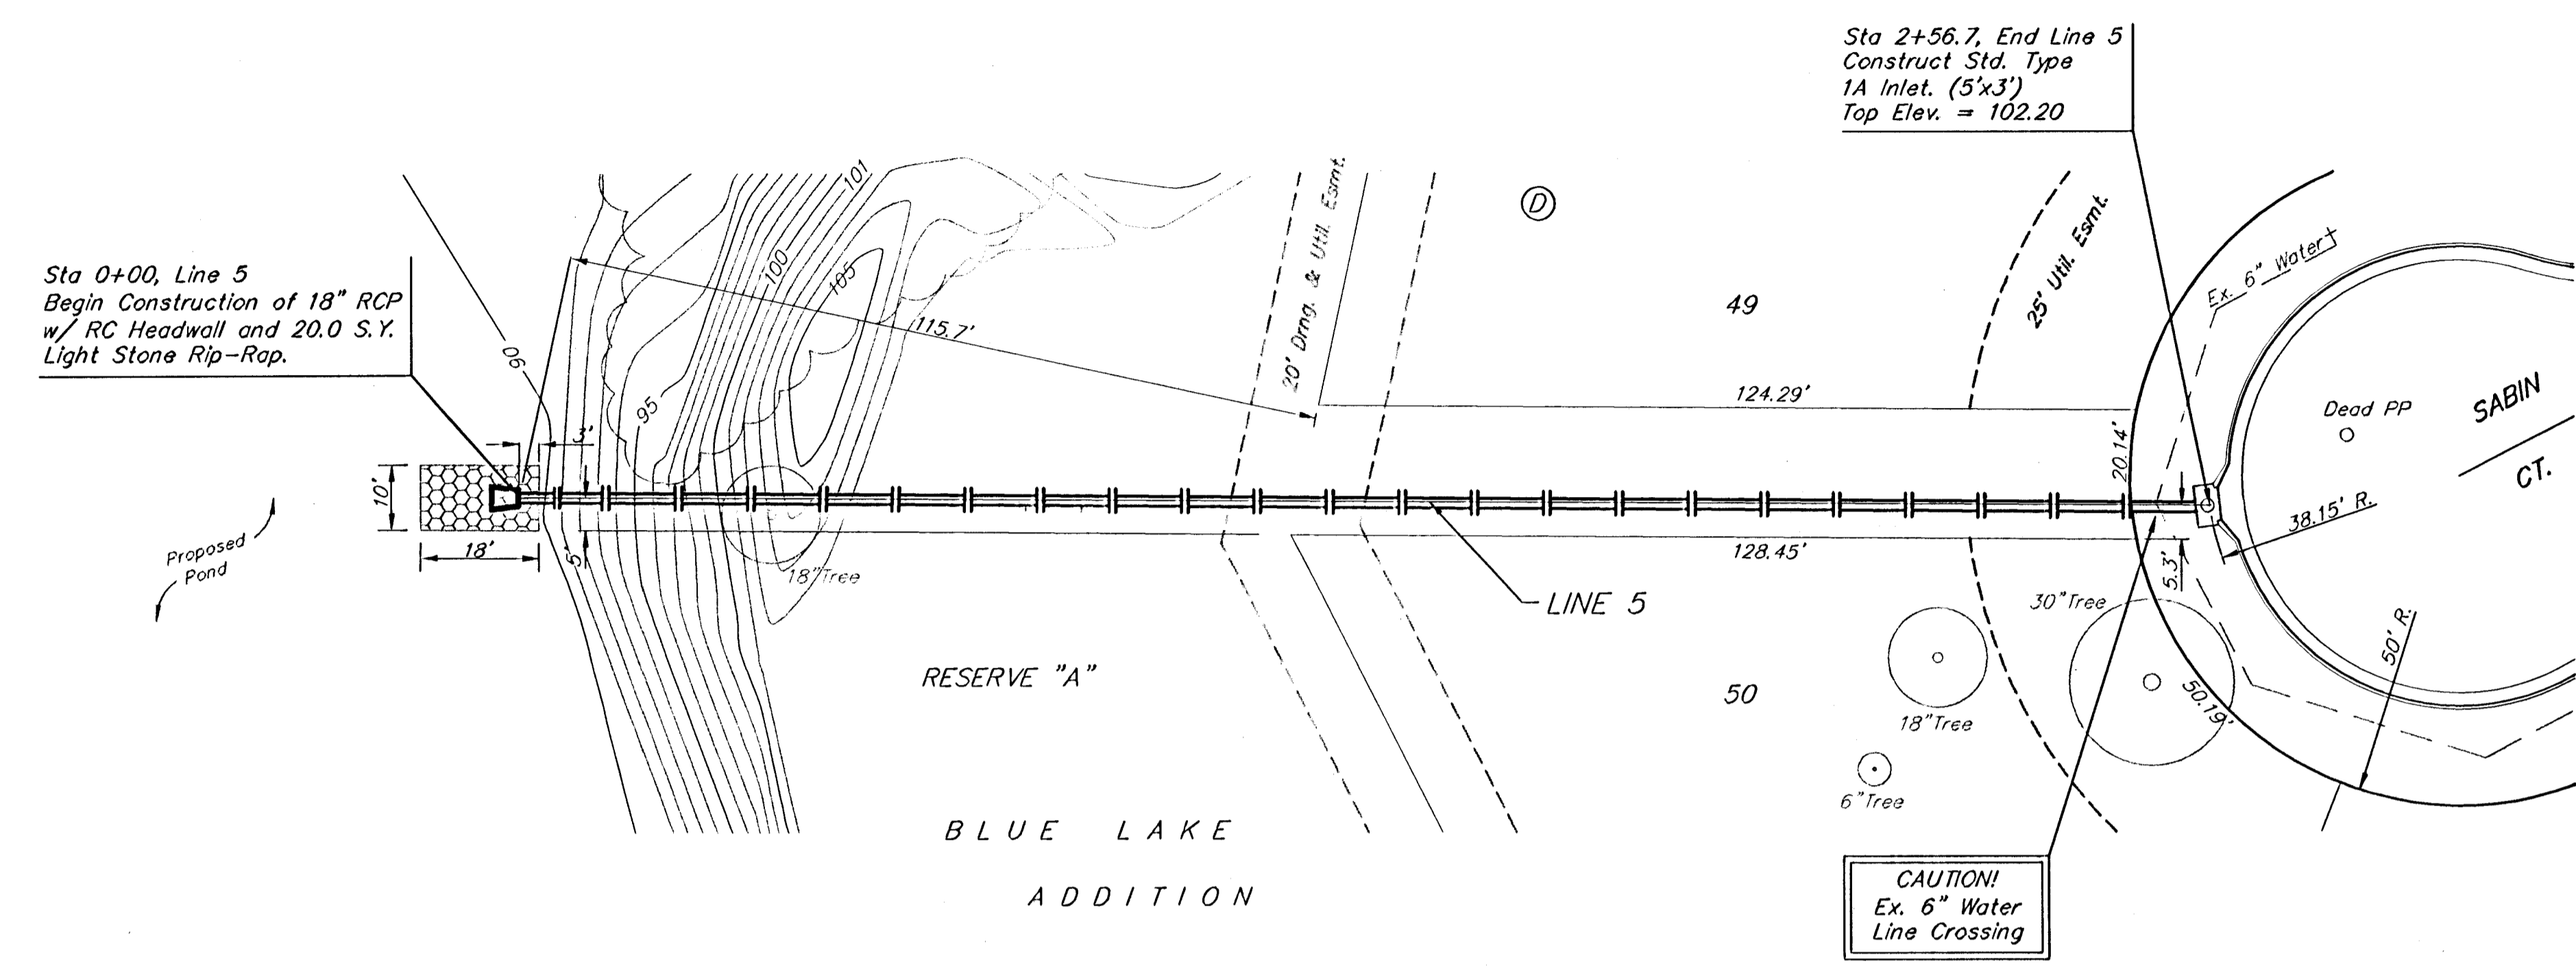 Sta 2+56.7, End Line 5
Construct Std. Type
1A Inlet. (5'x3')
Top Elev. = 102.20
Sta 0+00, Line 5
Begin Construction of 18" RCP
w/ RC Headwall and 20.0 S.Y.
Light Stone Rip-Rap.
90
101
100
105
95
115.7'
20' Drng. & Util. Esmt.
D
49
25' Util. Esmt.
Ex. 6" Water
124.29'
20.14'
Dead PP
SABIN
CT.
38.15' R.
3'
10'
18'
5'
Proposed
Pond
18"Tree
128.45'
5.3'
LINE 5
30"Tree
50' R.
RESERVE "A"
50
18"Tree
50.19'
6"Tree
BLUE LAKE
ADDITION
CAUTION!
Ex. 6" Water
Line Crossing